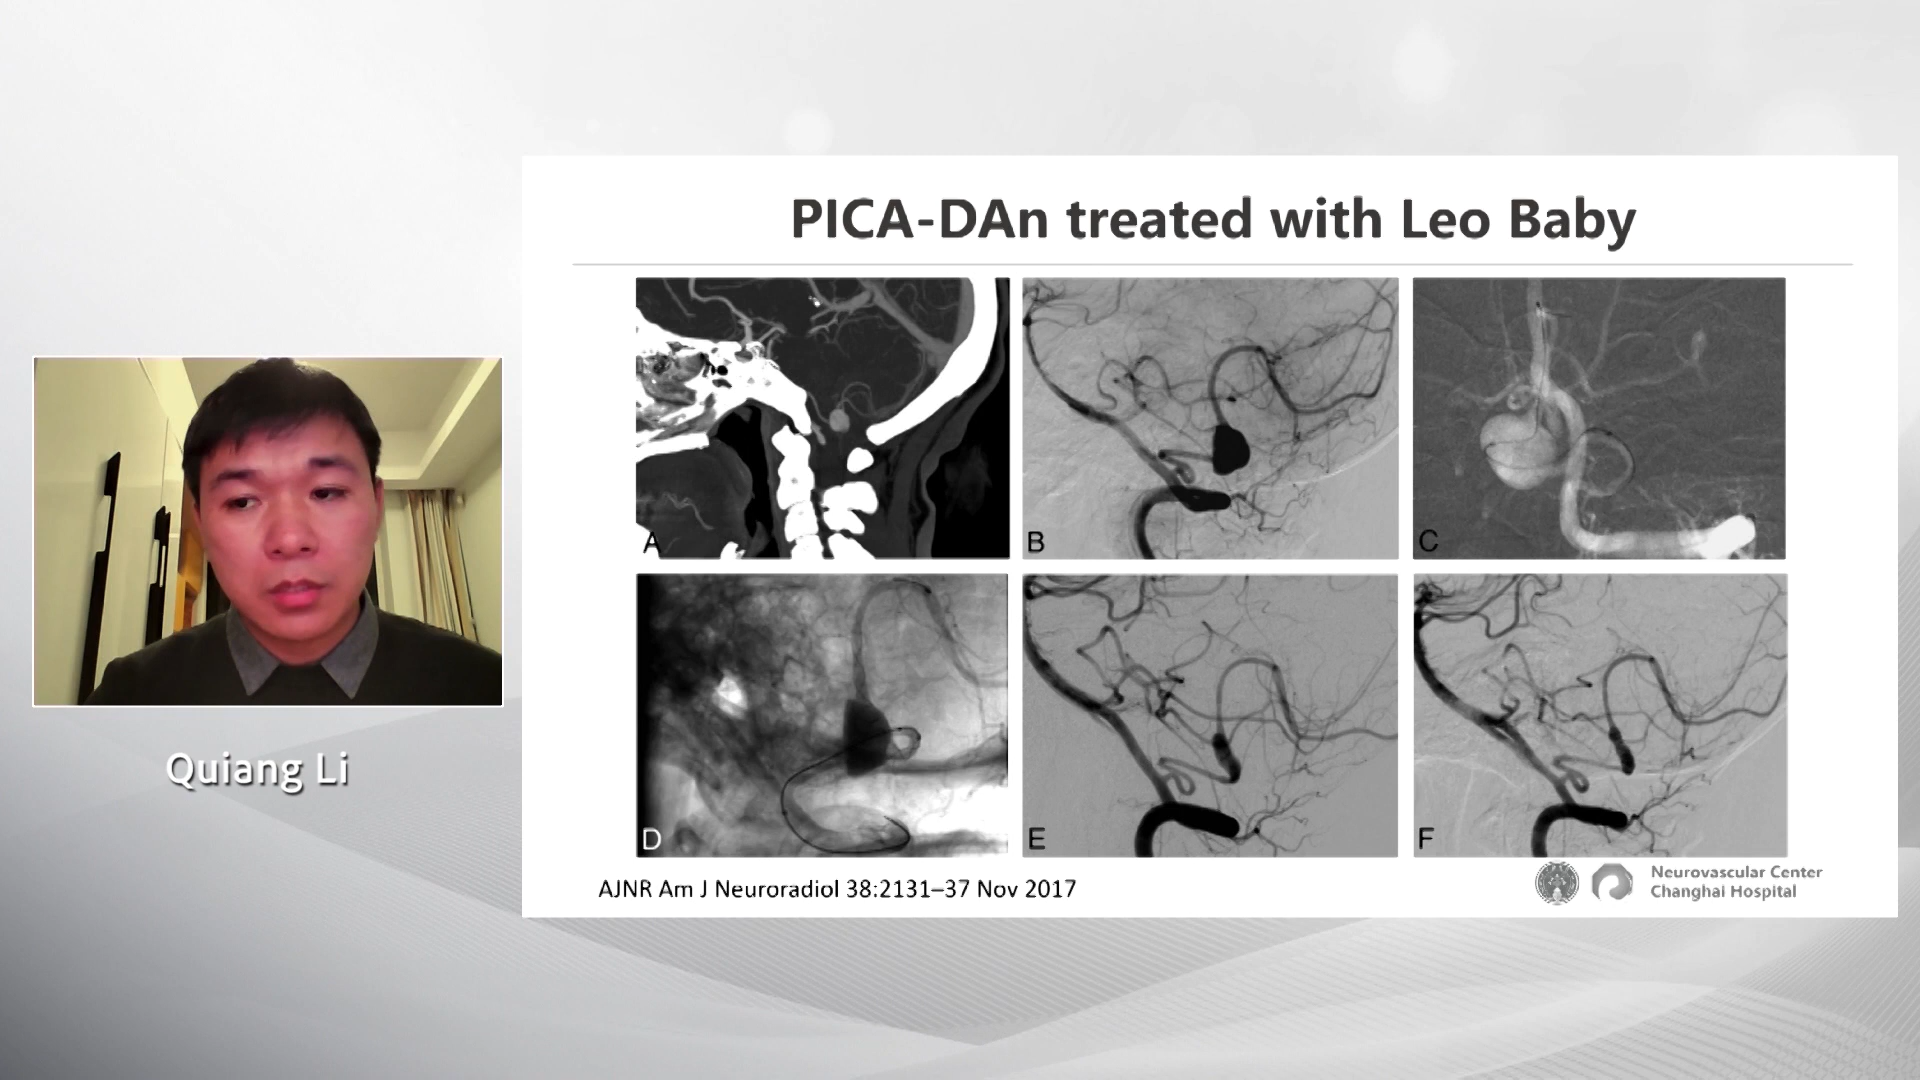 PICA-DAn treated with Leo Baby
A
B
C
D
E
F
Quiang Li
AJNR Am J Neuroradiol 38:2131–37 Nov 2017
Neurovascular Center
Changhai Hospital